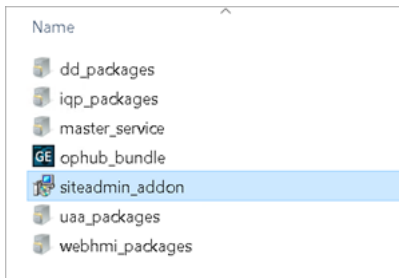 Name
dd_packages
iqp_packages
master_service
GE ophub_bundle
siteadmin_addon
uaa_packages
webhmi_packages